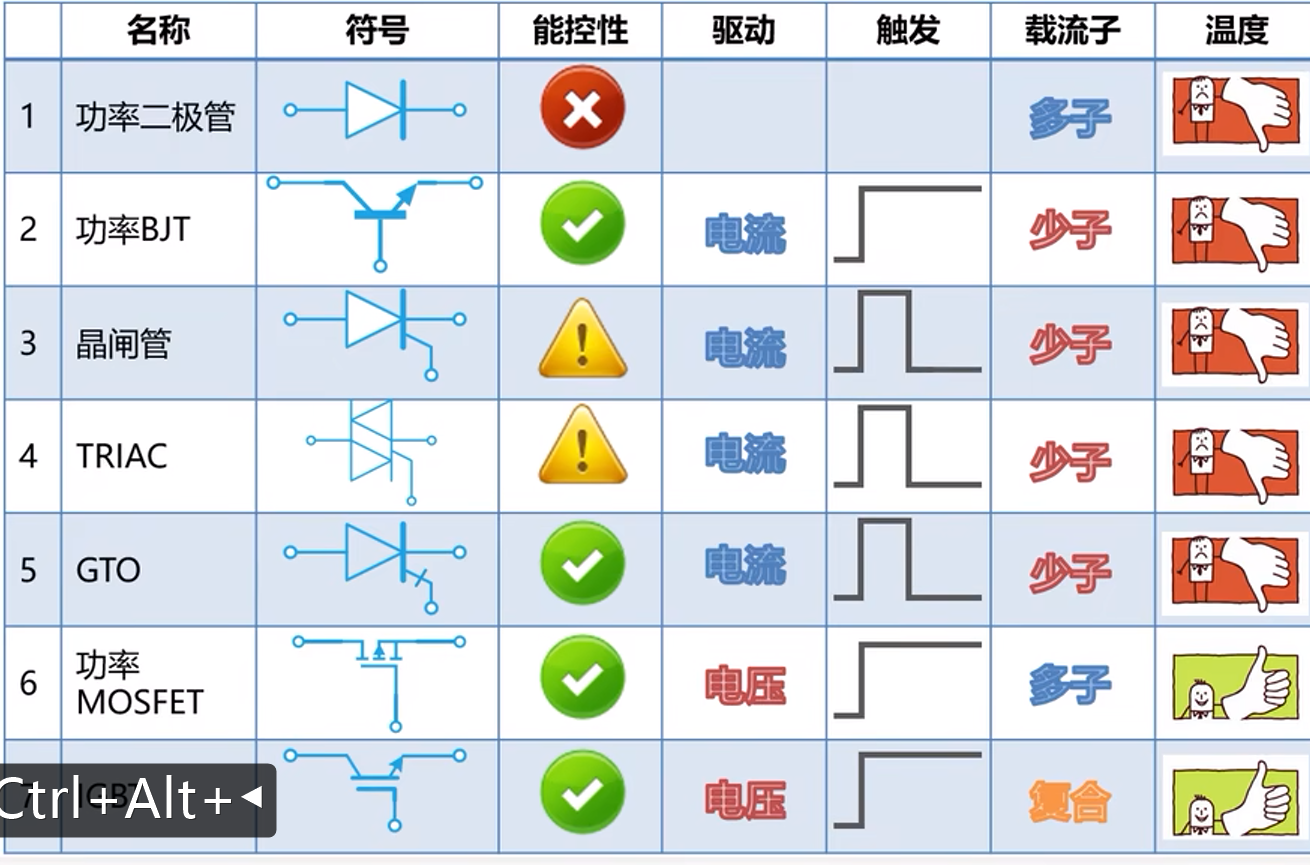 名称 符号 能控性 驱动 触发 载流子 温度
1 功率二极管 多子
2 功率BJT 电流 少子
3 晶闸管 电流 少子
4 TRIAC 电流 少子
5 GTO 电流 少子
6 功率
MOSFET 电压 多子
7 IGBT 电压 复合
Ctrl+Alt+◄